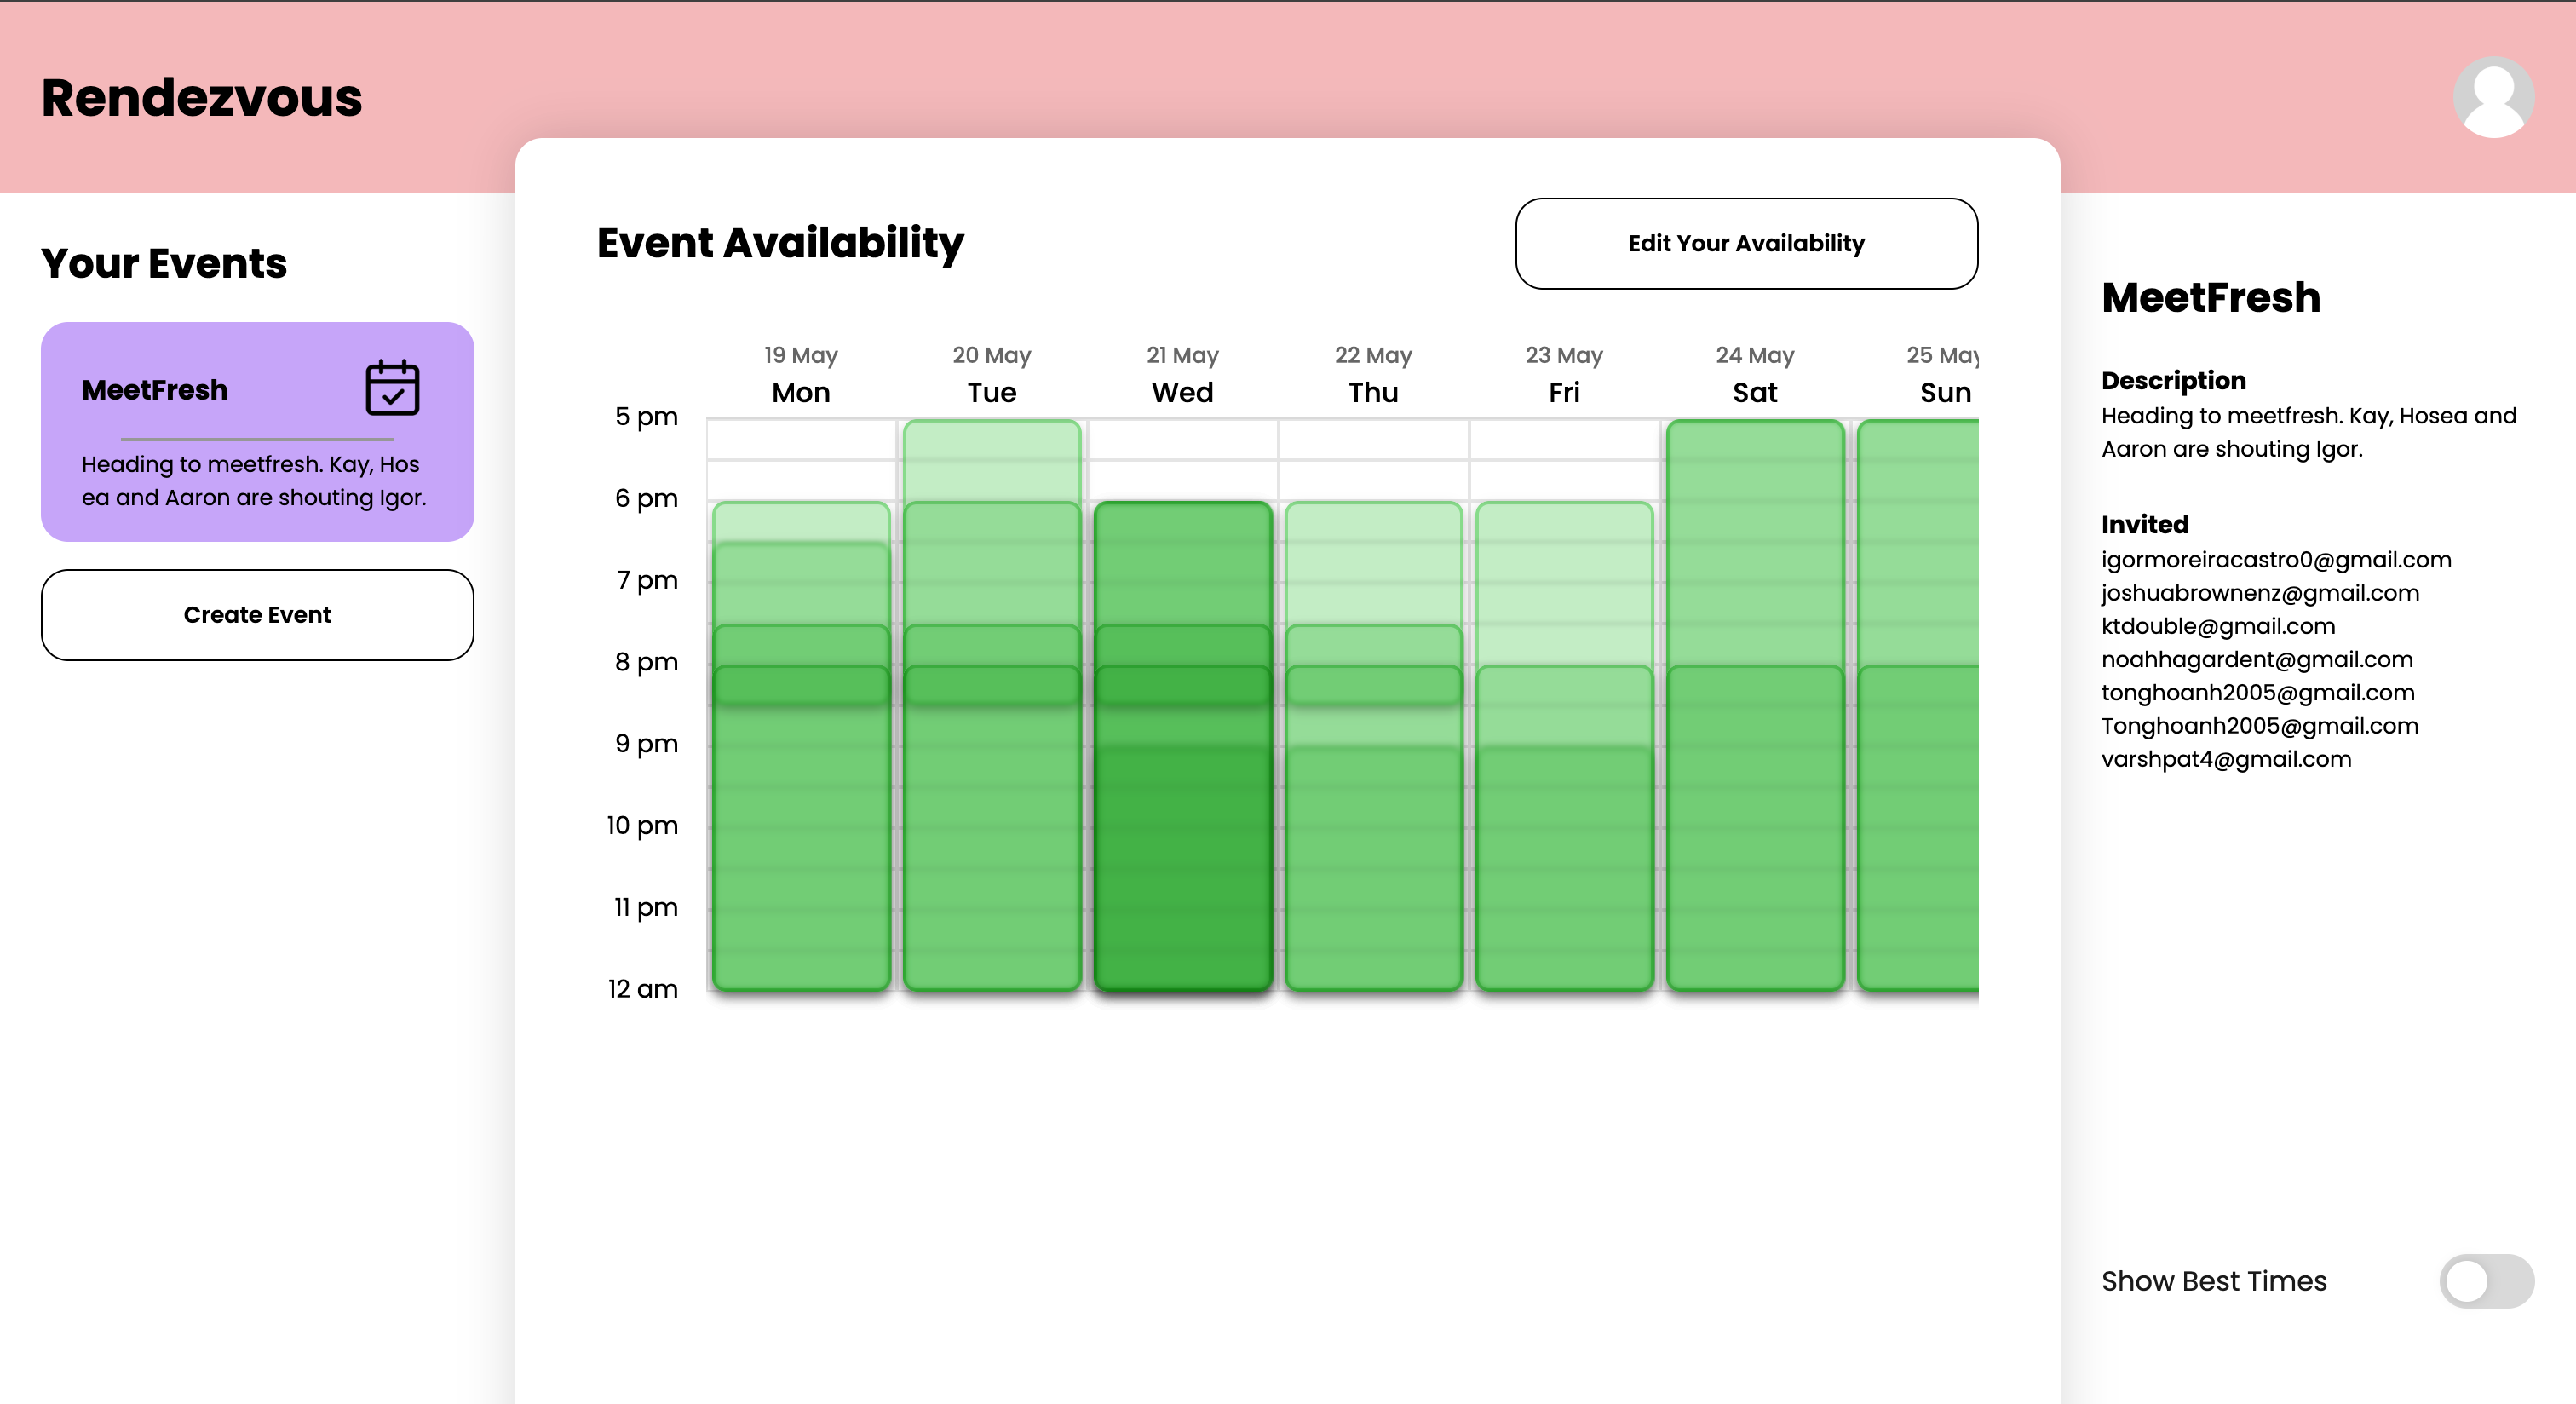 Rendezvous
Your Events
MeetFresh
Heading to meetfresh. Kay, Hos
ea and Aaron are shouting Igor.
Create Event
Event Availability
Edit Your Availability
19 May
20 May
21 May
22 May
23 May
24 May
25 May
Mon
Tue
Wed
Thu
Fri
Sat
Sun
5 pm
6 pm
7 pm
8 pm
9 pm
10 pm
11 pm
12 am
MeetFresh
Description
Heading to meetfresh. Kay, Hosea and
Aaron are shouting Igor.
Invited
igormoreiracastro0@gmail.com
joshuabrownenz@gmail.com
ktdouble@gmail.com
noahhagardent@gmail.com
tonghoanh2005@gmail.com
Tonghoanh2005@gmail.com
varshpat4@gmail.com
Show Best Times